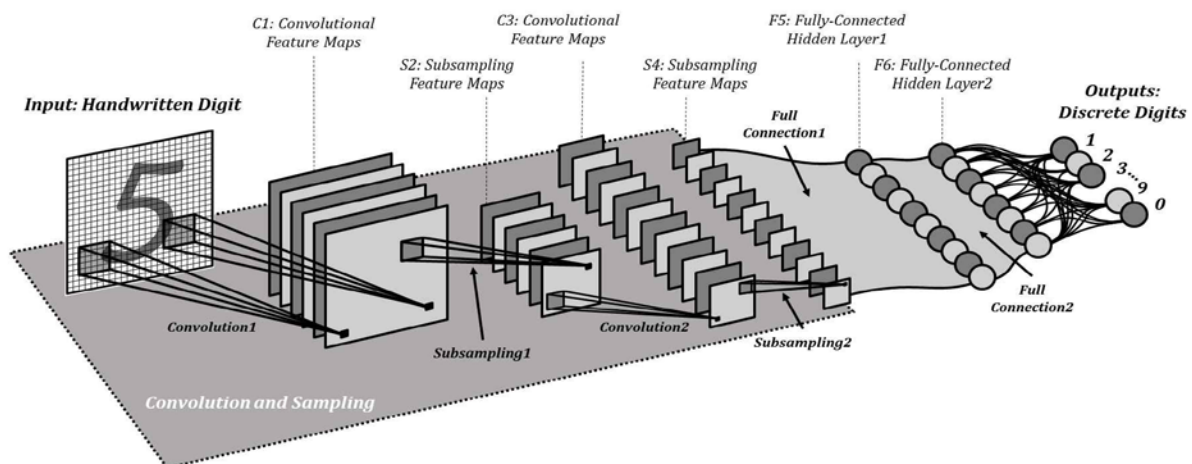 C1: Convolutional
Feature Maps
C3: Convolutional
Feature Maps
F5: Fully-Connected
Hidden Layer1
S2: Subsampling
Feature Maps
S4: Subsampling
Feature Maps
F6: Fully-Connected
Hidden Layer2
Input: Handwritten Digit
Outputs:
Discrete Digits
Full
Connection1
5
1
2
3...
9
0
Convolution1
Subsampling1
Convolution2
Subsampling2
Full
Connection2
Convolution and Sampling